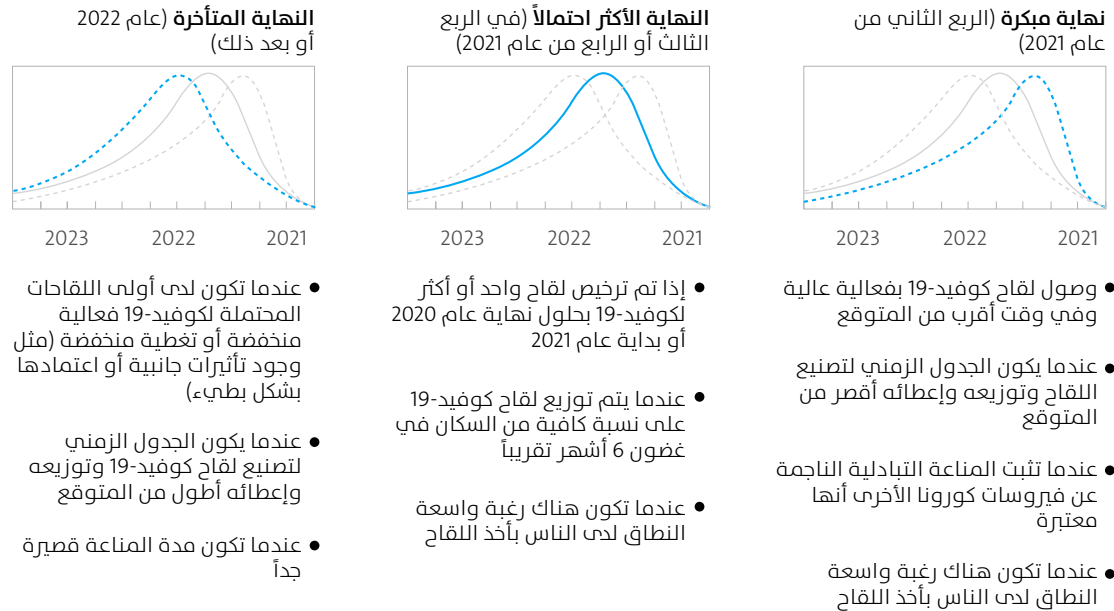 نهاية مبكرة (الربع الثاني من
عام 2021)
2021
2022
2023
وصول لقاح كوفيد-19 بفعالية عالية
وفي وقت أقرب من المتوقع
عندما يكون الجدول الزمني لتصنيع
اللقاح وتوزيعه وإعطائه أقصر من
المتوقع
عندما تثبت المناعة التبادلية الناجمة
عن فيروسات كورونا الأخرى أنها
معتبرة
عندما تكون هناك رغبة واسعة
النطاق لدى الناس بأخذ اللقاح
النهاية الأكثر احتمالاً (في الربع
الثالث أو الرابع من عام 2021)
2021
2022
2023
إذا تم ترخيص لقاح واحد أو أكثر
لكوفيد-19 بحلول نهاية عام 2020
أو بداية عام 2021
عندما يتم توزيع لقاح كوفيد-19
على نسبة كافية من السكان في
غضون 6 أشهر تقريباً
عندما تكون هناك رغبة واسعة
النطاق لدى الناس بأخذ اللقاح
النهاية المتأخرة (عام 2022
أو بعد ذلك)
2021
2022
2023
عندما تكون لدى أولى اللقاحات
المحتملة لكوفيد-19 فعالية
منخفضة أو تغطية منخفضة (مثل
وجود تأثيرات جانبية أو اعتمادها
بشكل بطيء)
عندما يكون الجدول الزمني
لتصنيع لقاح كوفيد-19 وتوزيعه
وإعطائه أطول من المتوقع
عندما تكون مدة المناعة قصيرة
جداً